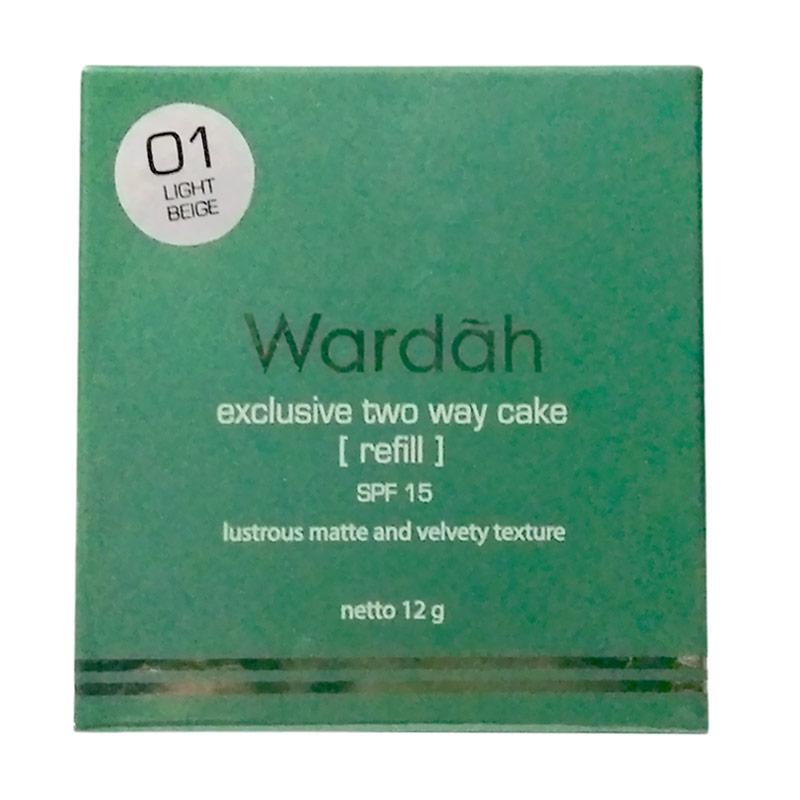 01
LIGHT
BEIGE
Wardāh
exclusive two way cake
[ refill ]
SPF 15
lustrous matte and velvety texture
netto 12 g